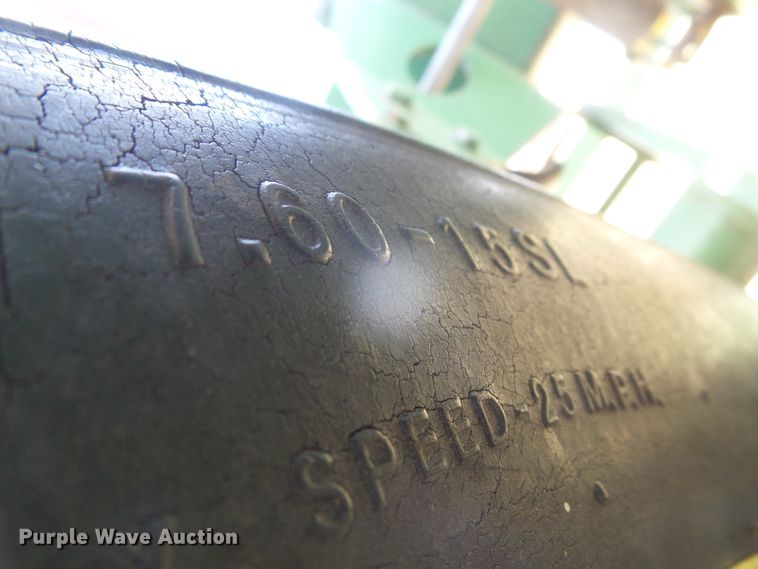 7.60-15SL
SPEED-25 M.P.H.
Purple Wave Auction